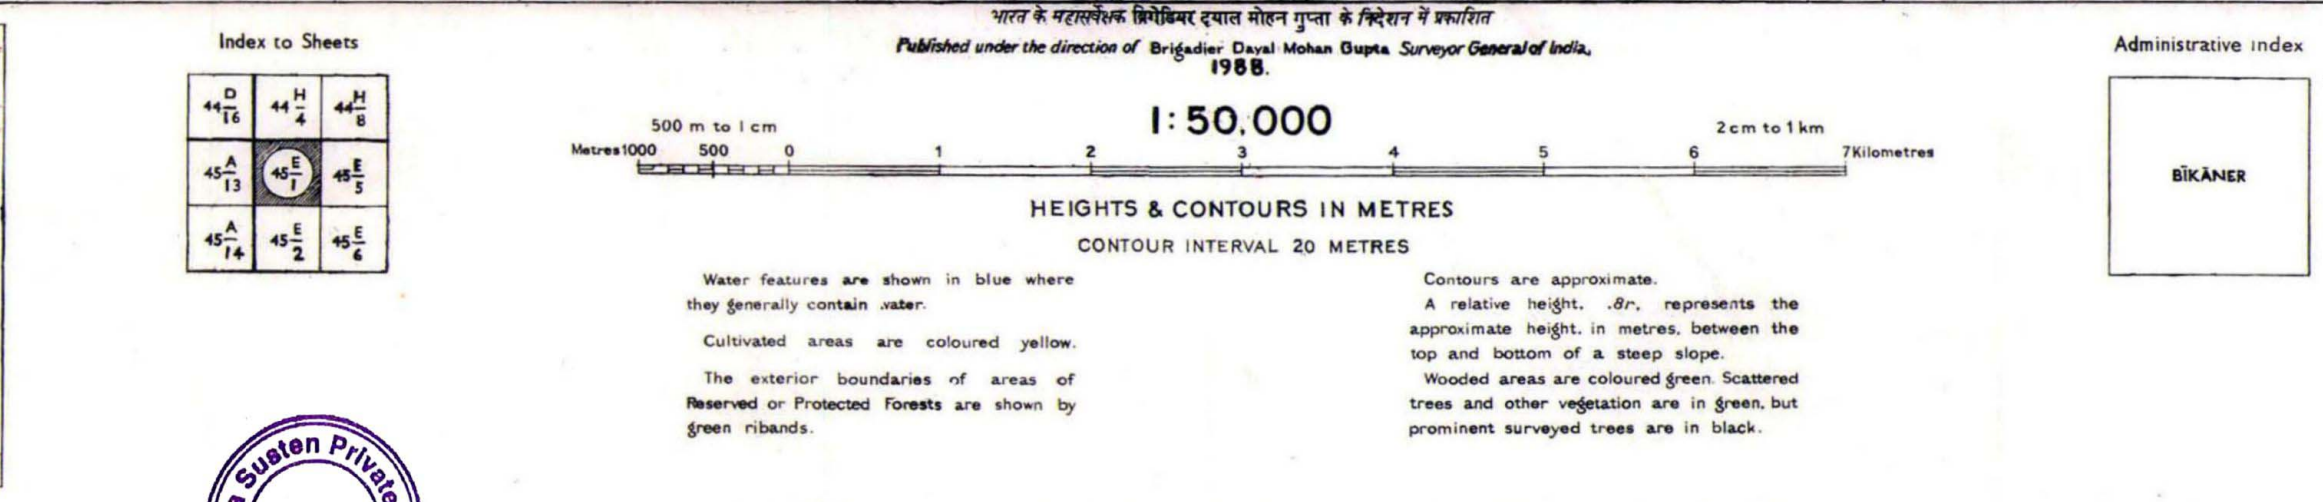 भारत के महासर्वेक्षक ब्रिगेडियर दयाल मोहन गुप्ता के निदेशन में प्रकाशित
Published under the direction of Brigadier Dayal Mohan Gupta Surveyor General of India,
1988.
Index to Sheets
44 D/16 44 H/4 44 H/8
45 A/13 45 E/1 45 E/5
45 A/14 45 E/2 45 E/6
1:50,000
500 m to 1 cm
2cm to 1 km
Metres 1000 500 0 1 2 3 4 5 6 7 Kilometres
HEIGHTS & CONTOURS IN METRES
CONTOUR INTERVAL 20 METRES
Water features are shown in blue where
they generally contain water.
Cultivated areas are coloured yellow.
The exterior boundaries of areas of
Reserved or Protected Forests are shown by
green ribands.
Contours are approximate.
A relative height, .8r, represents the
approximate height, in metres, between the
top and bottom of a steep slope.
Wooded areas are coloured green. Scattered
trees and other vegetation are in green, but
prominent surveyed trees are in black.
Administrative Index
BĪKĀNER
Susten Private